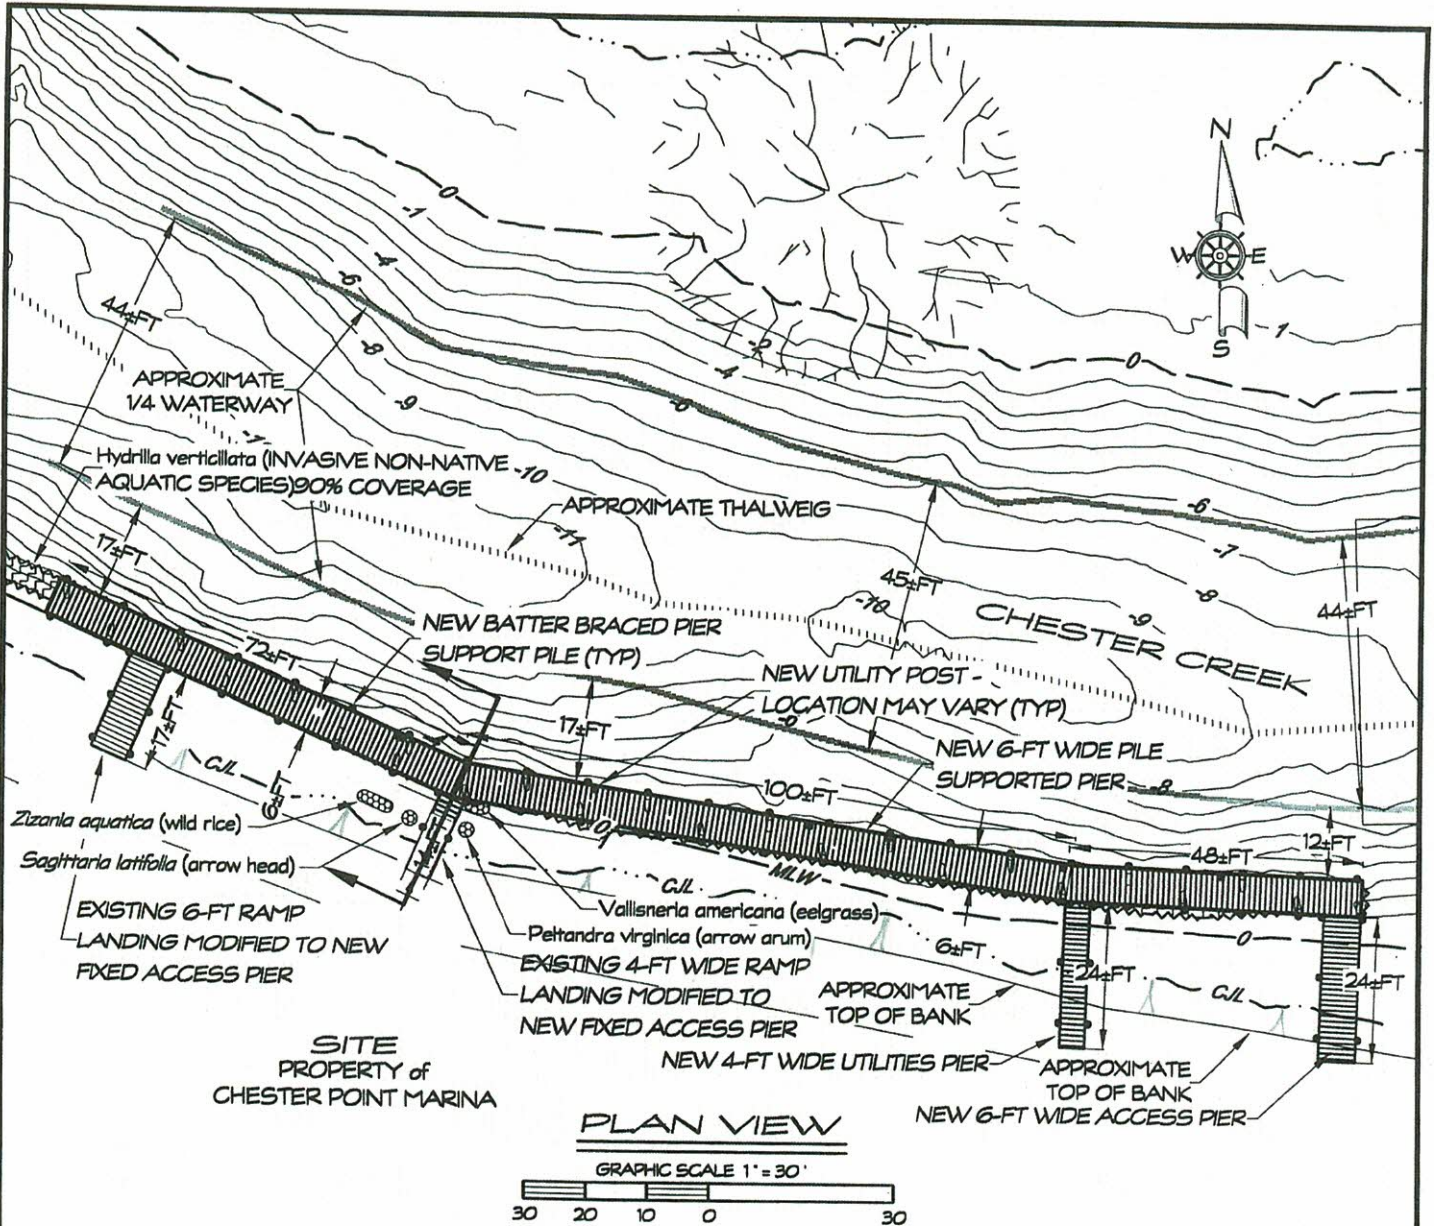 0
-1
-4
-6
-8
-9
-2
-4
-6
0
1
N
W
E
S
44±FT
APPROXIMATE
1/4 WATERWAY
Hydrilla verticillata (INVASIVE NON-NATIVE
AQUATIC SPECIES)90% COVERAGE
-10
-11
APPROXIMATE THALWEIG
-6
-7
-8
-9
-10
45±FT
44±FT
CHESTER CREEK
17±FT
72±FT
NEW BATTER BRACED PIER
SUPPORT PILE (TYP)
17±FT
NEW UTILITY POST -
LOCATION MAY VARY (TYP)
NEW 6-FT WIDE PILE
SUPPORTED PIER
-8
17±FT
100±FT
48±FT
12±FT
CJL
6±FT
0
MLW
Zizania aquatica (wild rice)
Sagittaria latifolia (arrow head)
CJL
Vallisneria americana (eelgrass)
Peltandra virginica (arrow arum)
6±FT
0
EXISTING 6-FT RAMP
LANDING MODIFIED TO NEW
FIXED ACCESS PIER
EXISTING 4-FT WIDE RAMP
LANDING MODIFIED TO
NEW FIXED ACCESS PIER
APPROXIMATE
TOP OF BANK
24±FT
CJL
24±FT
NEW 4-FT WIDE UTILITIES PIER
APPROXIMATE
TOP OF BANK
NEW 6-FT WIDE ACCESS PIER
SITE
PROPERTY of
CHESTER POINT MARINA
PLAN VIEW
GRAPHIC SCALE 1" = 30'
30 20 10 0 30